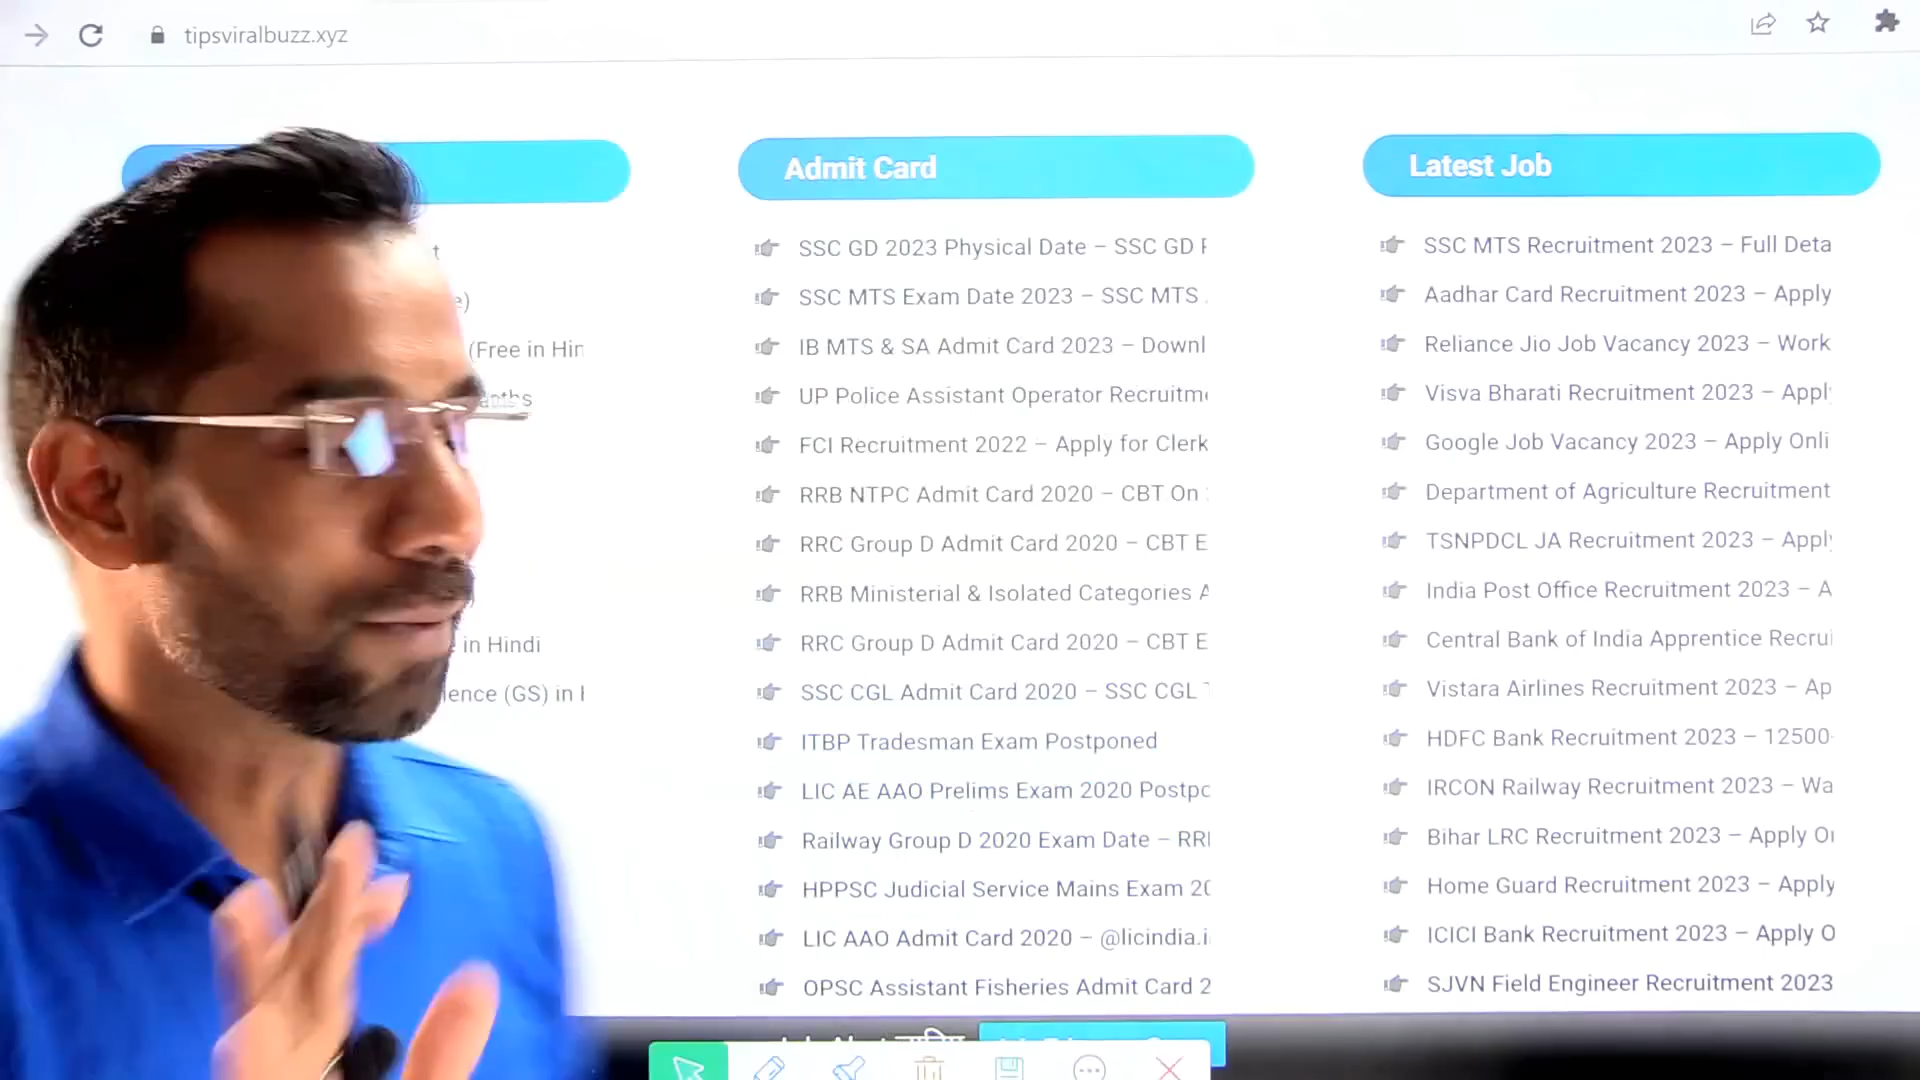 tipsviralbuzz.xyz
Admit Card
SSC GD 2023 Physical Date – SSC GD
SSC MTS Exam Date 2023 – SSC MTS
IB MTS & SA Admit Card 2023 – Downl
UP Police Assistant Operator Recruitm
FCI Recruitment 2022 – Apply for Clerk
RRB NTPC Admit Card 2020 – CBT On
RRC Group D Admit Card 2020 – CBT E
RRB Ministerial & Isolated Categories A
RRC Group D Admit Card 2020 – CBT E
SSC CGL Admit Card 2020 – SSC CGL
ITBP Tradesman Exam Postponed
LIC AE AAO Prelims Exam 2020 Postpo
Railway Group D 2020 Exam Date – RR
HPPSC Judicial Service Mains Exam 20
LIC AAO Admit Card 2020 – @licindia.i
OPSC Assistant Fisheries Admit Card 2
Latest Job
SSC MTS Recruitment 2023 – Full Deta
Aadhar Card Recruitment 2023 – Apply
Reliance Jio Job Vacancy 2023 – Work
Visva Bharati Recruitment 2023 – Appl
Google Job Vacancy 2023 – Apply Onli
Department of Agriculture Recruitment
TSNPDCL JA Recruitment 2023 – Appl
India Post Office Recruitment 2023 – A
Central Bank of India Apprentice Recrui
Vistara Airlines Recruitment 2023 – Ap
HDFC Bank Recruitment 2023 – 12500
IRCON Railway Recruitment 2023 – Wa
Bihar LRC Recruitment 2023 – Apply O
Home Guard Recruitment 2023 – Apply
ICICI Bank Recruitment 2023 – Apply O
SJVN Field Engineer Recruitment 2023
(Free in Hin
in Hindi
ience (GS) in